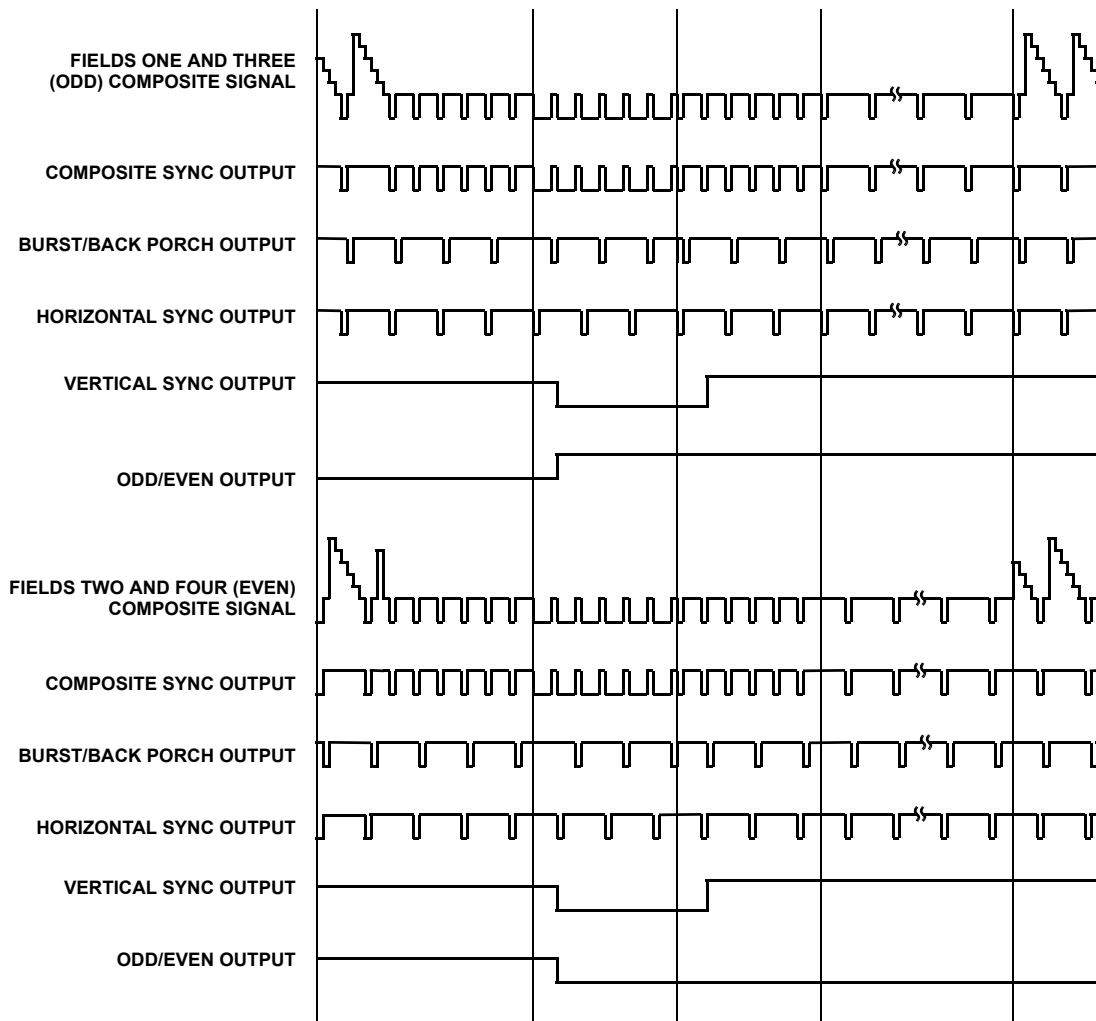 FIELDS ONE AND THREE
(ODD) COMPOSITE SIGNAL
COMPOSITE SYNC OUTPUT
BURST/BACK PORCH OUTPUT
HORIZONTAL SYNC OUTPUT
VERTICAL SYNC OUTPUT
ODD/EVEN OUTPUT
FIELDS TWO AND FOUR (EVEN)
COMPOSITE SIGNAL
COMPOSITE SYNC OUTPUT
BURST/BACK PORCH OUTPUT
HORIZONTAL SYNC OUTPUT
VERTICAL SYNC OUTPUT
ODD/EVEN OUTPUT